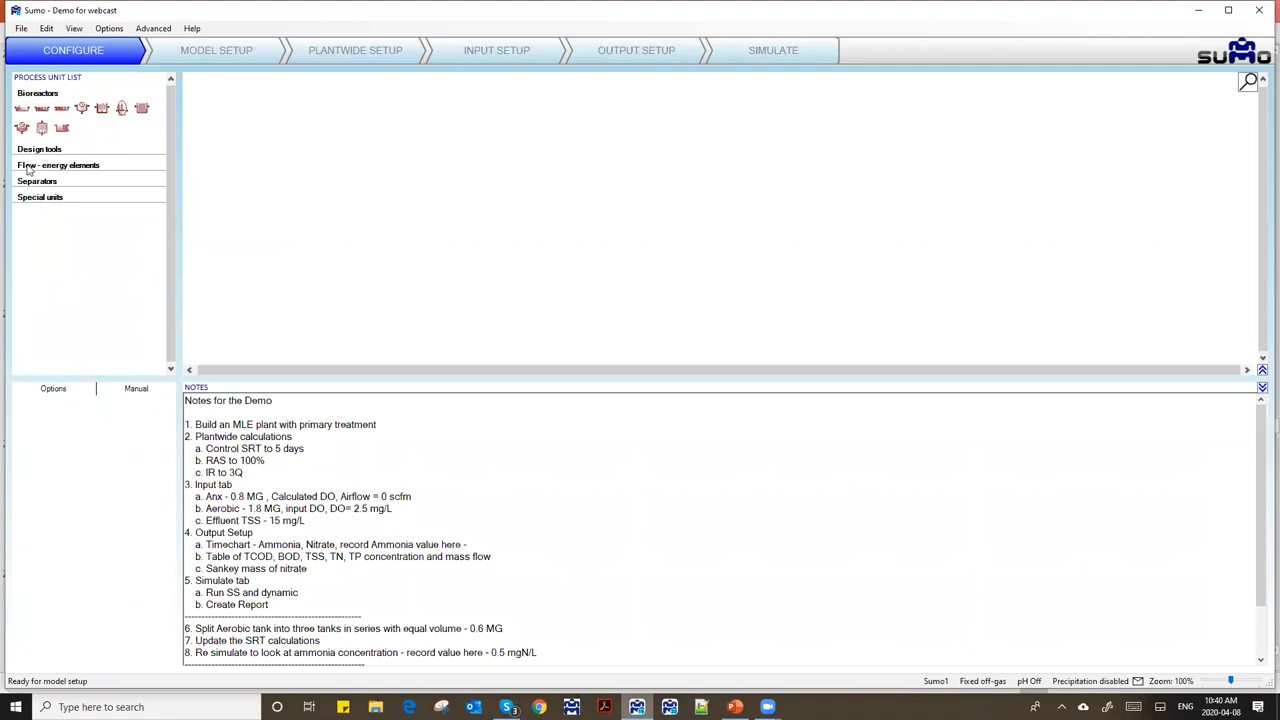 Sumo - Demo for webcast
File Edit View Options Advanced Help
CONFIGURE MODEL SETUP PLANTWIDE SETUP INPUT SETUP OUTPUT SETUP SIMULATE
sumo
PROCESS UNIT LIST
Bioreactors
Design tools
Flow - energy elements
Separators
Special units
Options Manual
NOTES
Notes for the Demo
1. Build an MLE plant with primary treatment
2. Plantwide calculations
a. Control SRT to 5 days
b. RAS to 100%
c. IR to 3Q
3. Input tab
a. Anx - 0.8 MG , Calculated DO, Airflow = 0 scfm
b. Aerobic - 1.8 MG, input DO, DO= 2.5 mg/L
c. Effluent TSS - 15 mg/L
4. Output Setup
a. Timechart - Ammonia, Nitrate, record Ammonia value here -
b. Table of TCOD, BOD, TSS, TN, TP concentration and mass flow
c. Sankey mass of nitrate
5. Simulate tab
a. Run SS and dynamic
b. Create Report
--------------------------------------------------
6. Split Aerobic tank into three tanks in series with equal volume - 0.6 MG
7. Update the SRT calculations
8. Re simulate to look at ammonia concentration - record value here - 0.5 mgN/L
---------------------------------------------------
Ready for model setup Sumo1 Fixed off-gas pH Off Precipitation disabled Zoom: 100%
Type here to search ENG 10:40 AM
2020-04-08